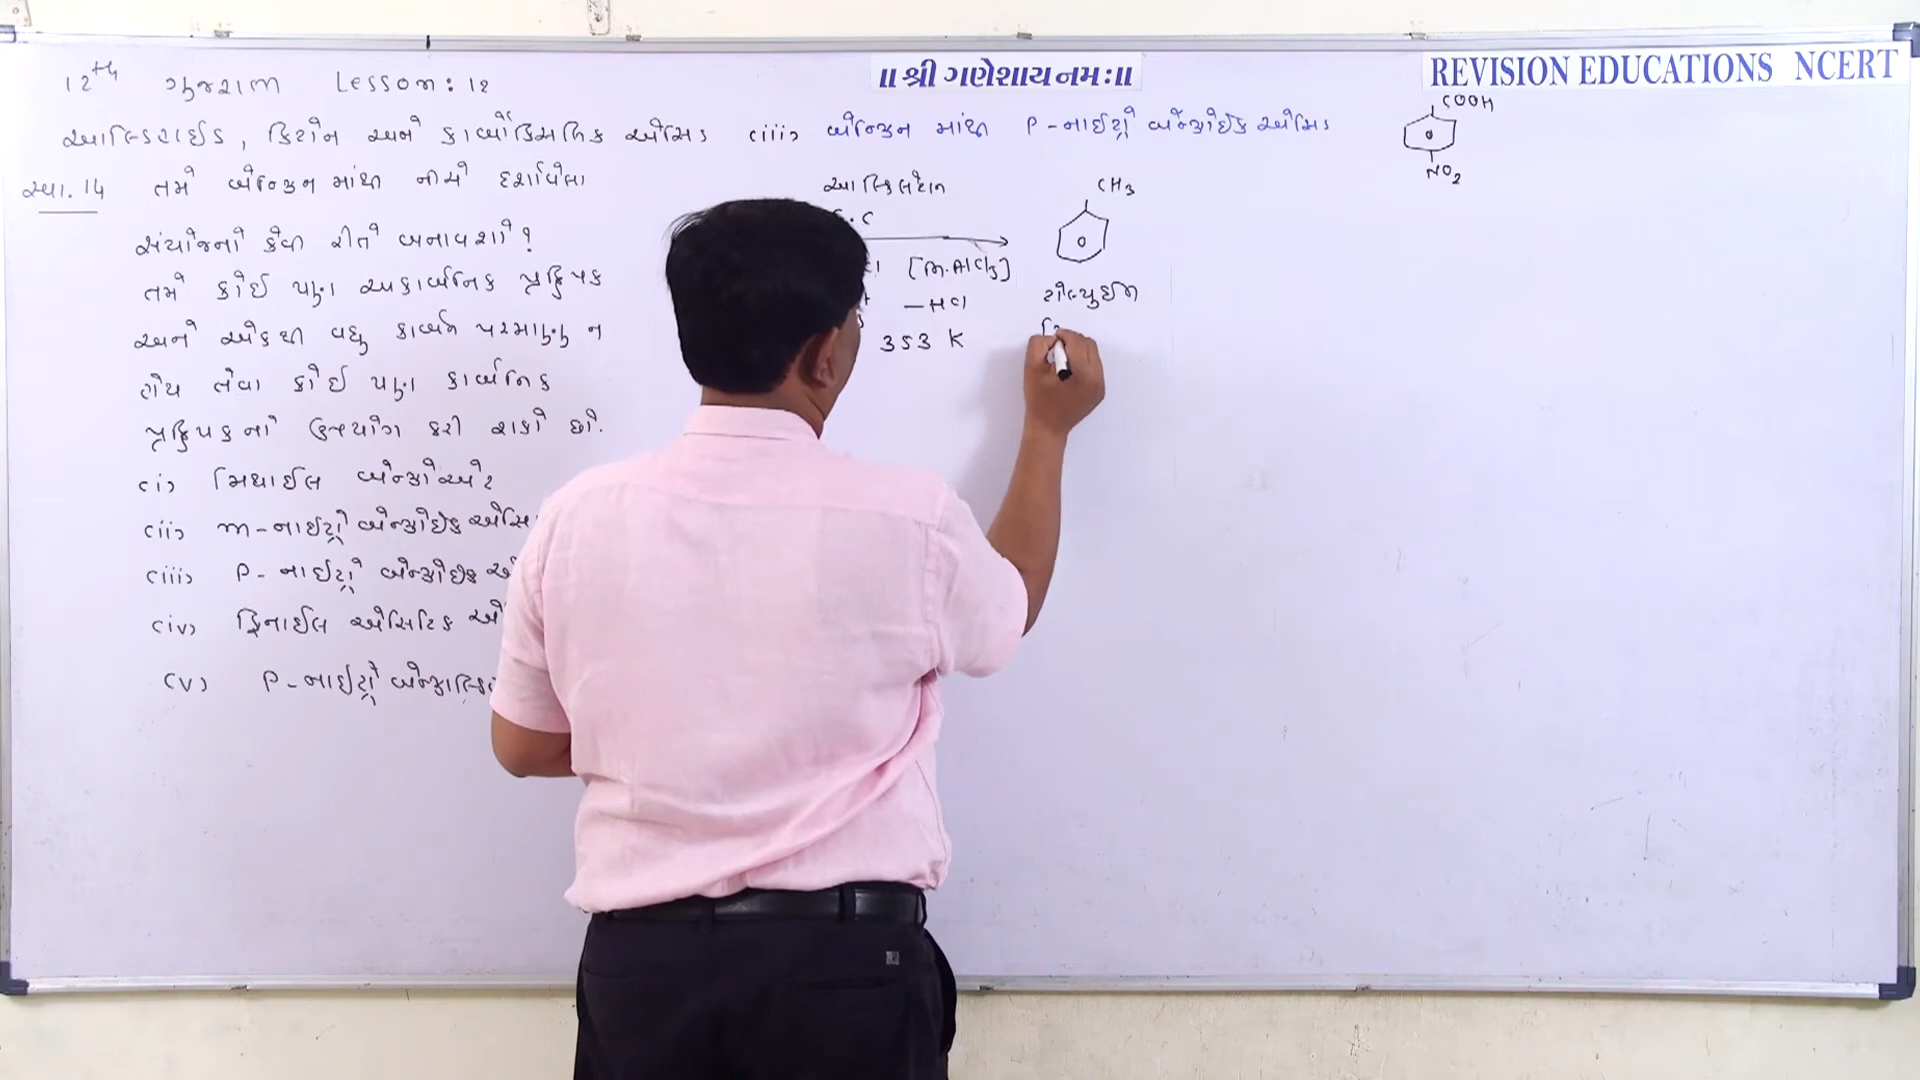 ॥ શ્રી ગણેશાય નમઃ॥
REVISION EDUCATIONS NCERT
12th ગુજરાત Lesson: 12
આલ્ડિહાઈડ, કિટોન અને કાર્બોક્સિલિક એસિડ
સ્વા. 14 તમે બેન્ઝિન માંથી નીચે દર્શાવેલા
સંયોજનો કેવી રીતે બનાવશો?
તમે કોઈ પણ અકાર્બનિક પ્રક્રિયક
અને એકથી વધુ કાર્બન પરમાણુ ન
હોય તેવા કોઈ પણ કાર્બનિક
પ્રક્રિયકનો ઉપયોગ કરી શકો છો.
(i) મિથાઈલ બેન્ઝોએટ
(ii) m-નાઈટ્રો બેન્ઝોઈક
(iii) P-નાઈટ્રો બેન્ઝોઈક
(iv) ફિનાઈલ એસિટિક
(v) P-નાઈટ્રો
(iii) બેન્ઝિન માંથી P-નાઈટ્રો બેન્ઝોઈક એસિડ
COOH
NO2
આલ્કિલેશન
CH3
[નિ.AlCl3]
—HCl
353 K
ટોલ્યુઈન